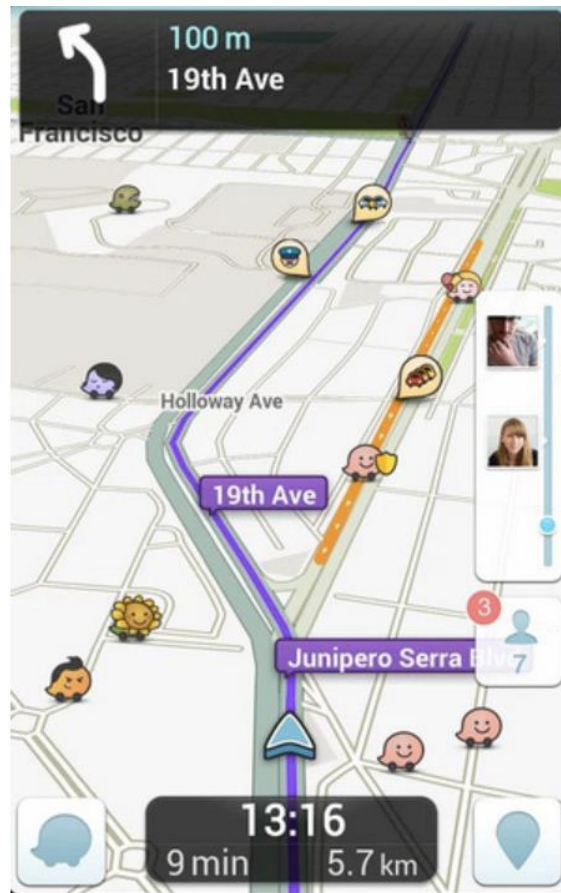 100 m
19th Ave
San
Francisco
Holloway Ave
19th Ave
3
Junipero Serra Blvd
7
13:16
9 min 5.7 km